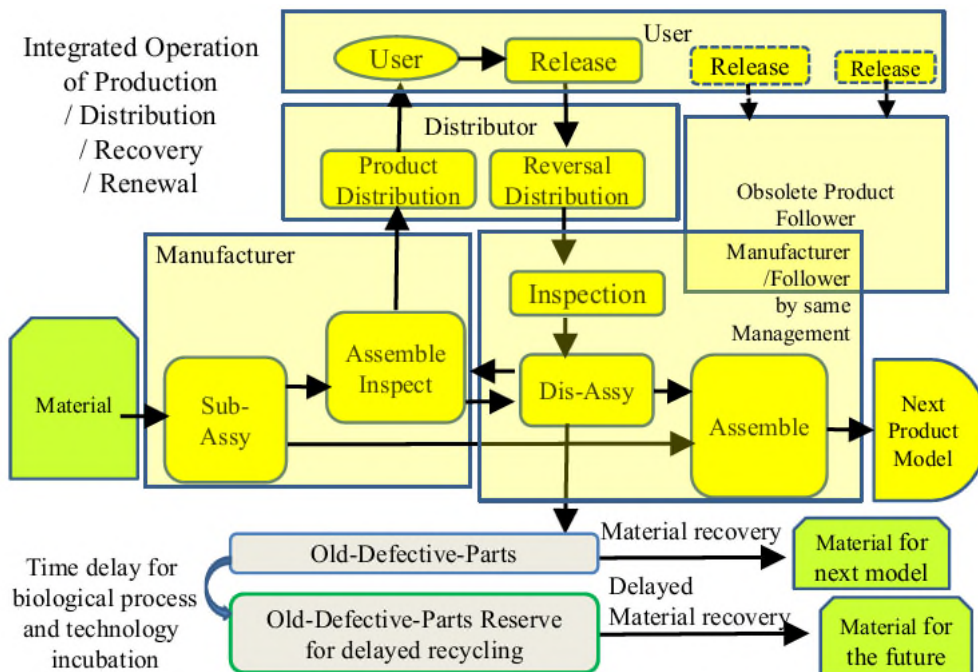 Integrated Operation
of Production
/ Distribution
/ Recovery
/ Renewal
User
User
Release
Release
Release
Distributor
Product
Distribution
Reversal
Distribution
Obsolete Product
Follower
Manufacturer
Manufacturer
/Follower
by same
Management
Inspection
Material
Sub-
Assy
Assemble
Inspect
Dis-Assy
Assemble
Next
Product
Model
Old-Defective-Parts
Material recovery
Material for
next model
Time delay for
biological process
and technology
incubation
Old-Defective-Parts Reserve
for delayed recycling
Delayed
Material recovery
Material for
the future